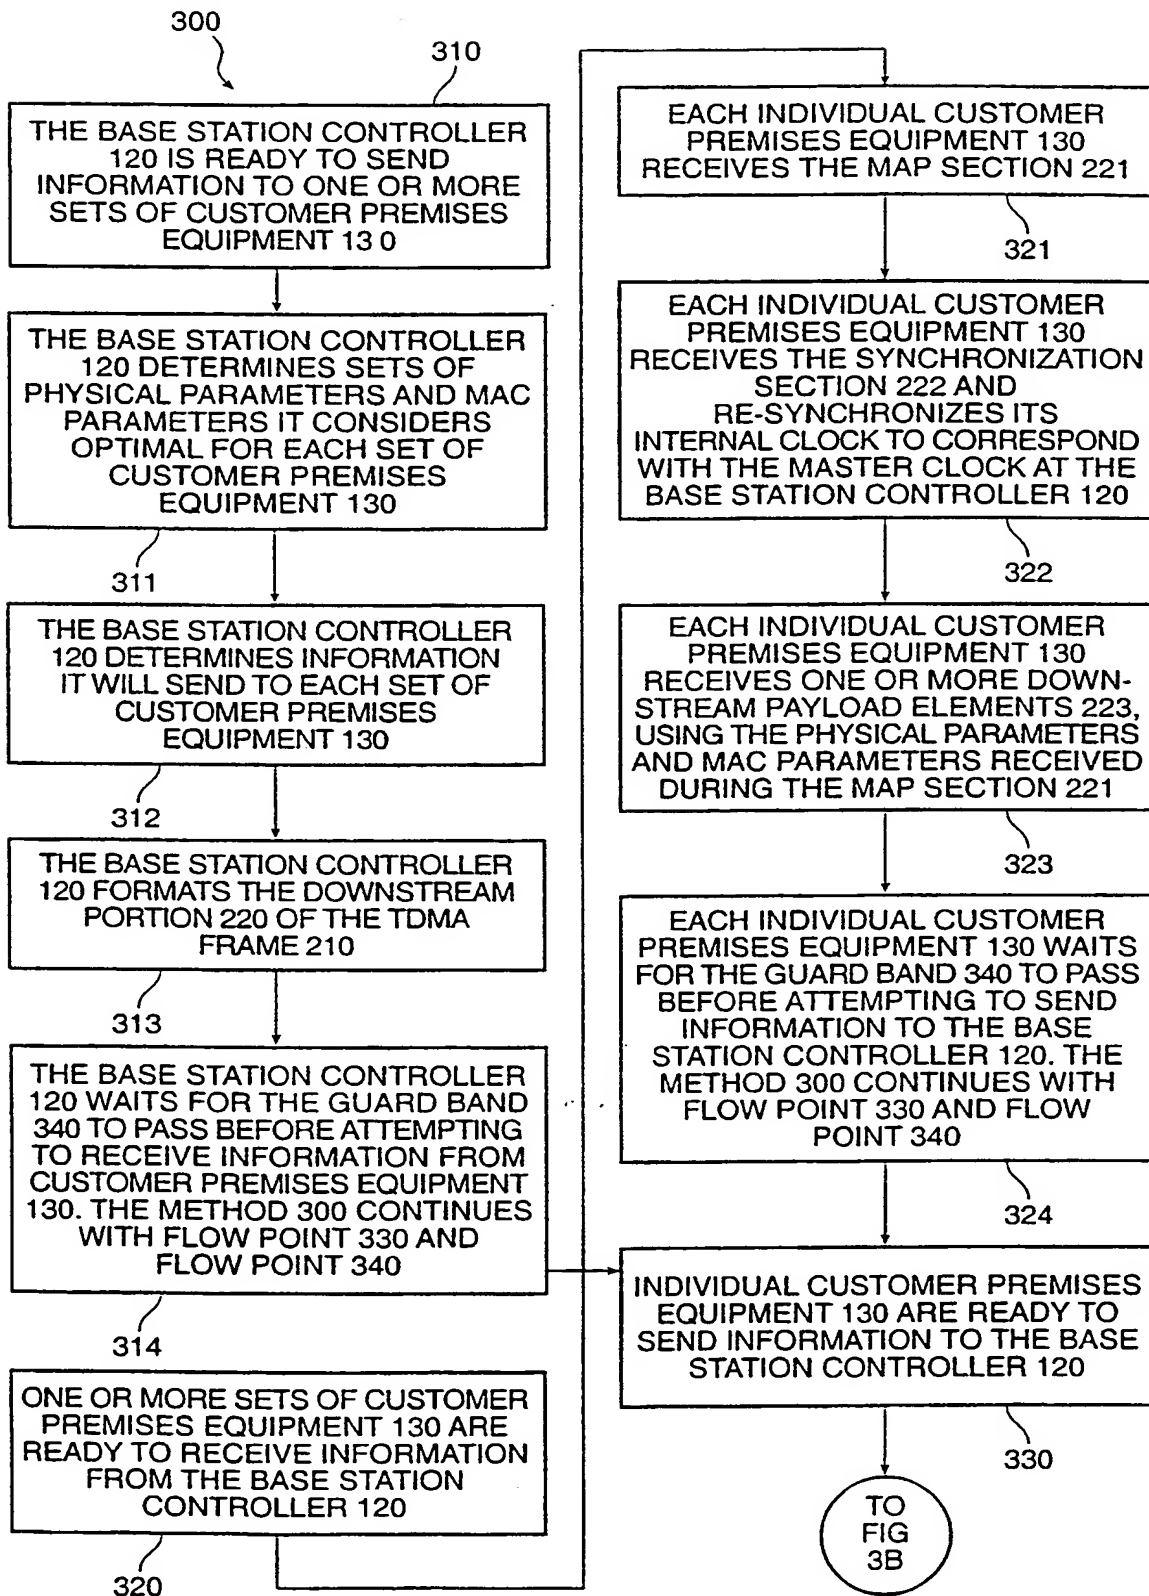 300
310
THE BASE STATION CONTROLLER
120 IS READY TO SEND
INFORMATION TO ONE OR MORE
SETS OF CUSTOMER PREMISES
EQUIPMENT 13 0
THE BASE STATION CONTROLLER
120 DETERMINES SETS OF
PHYSICAL PARAMETERS AND MAC
PARAMETERS IT CONSIDERS
OPTIMAL FOR EACH SET OF
CUSTOMER PREMISES
EQUIPMENT 130
311
THE BASE STATION CONTROLLER
120 DETERMINES INFORMATION
IT WILL SEND TO EACH SET OF
CUSTOMER PREMISES
EQUIPMENT 130
312
THE BASE STATION CONTROLLER
120 FORMATS THE DOWNSTREAM
PORTION 220 OF THE TDMA
FRAME 210
313
THE BASE STATION CONTROLLER
120 WAITS FOR THE GUARD BAND
340 TO PASS BEFORE ATTEMPTING
TO RECEIVE INFORMATION FROM
CUSTOMER PREMISES EQUIPMENT
130. THE METHOD 300 CONTINUES
WITH FLOW POINT 330 AND
FLOW POINT 340
314
ONE OR MORE SETS OF CUSTOMER
PREMISES EQUIPMENT 130 ARE
READY TO RECEIVE INFORMATION
FROM THE BASE STATION
CONTROLLER 120
320
EACH INDIVIDUAL CUSTOMER
PREMISES EQUIPMENT 130
RECEIVES THE MAP SECTION 221
321
EACH INDIVIDUAL CUSTOMER
PREMISES EQUIPMENT 130
RECEIVES THE SYNCHRONIZATION
SECTION 222 AND
RE-SYNCHRONIZES ITS
INTERNAL CLOCK TO CORRESPOND
WITH THE MASTER CLOCK AT THE
BASE STATION CONTROLLER 120
322
EACH INDIVIDUAL CUSTOMER
PREMISES EQUIPMENT 130
RECEIVES ONE OR MORE DOWN-
STREAM PAYLOAD ELEMENTS 223,
USING THE PHYSICAL PARAMETERS
AND MAC PARAMETERS RECEIVED
DURING THE MAP SECTION 221
323
EACH INDIVIDUAL CUSTOMER
PREMISES EQUIPMENT 130 WAITS
FOR THE GUARD BAND 340 TO PASS
BEFORE ATTEMPTING TO SEND
INFORMATION TO THE BASE
STATION CONTROLLER 120. THE
METHOD 300 CONTINUES WITH
FLOW POINT 330 AND FLOW
POINT 340
324
INDIVIDUAL CUSTOMER PREMISES
EQUIPMENT 130 ARE READY TO
SEND INFORMATION TO THE BASE
STATION CONTROLLER 120
330
TO
FIG
3B